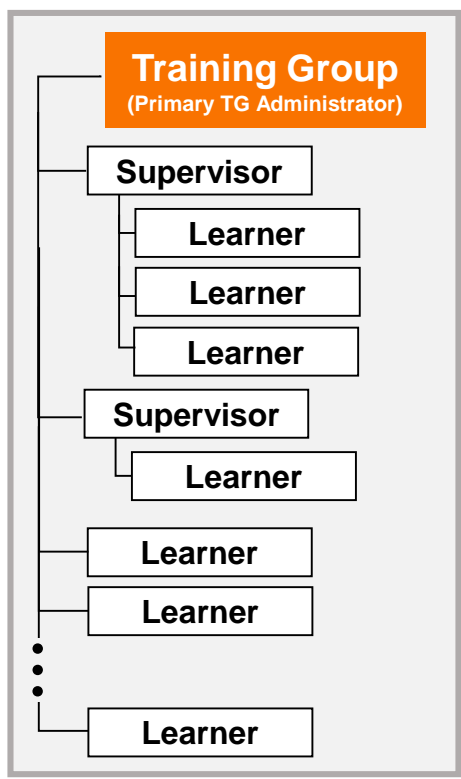 Training Group
(Primary TG Administrator)
Supervisor
Learner
Learner
Learner
Supervisor
Learner
Learner
Learner
Learner